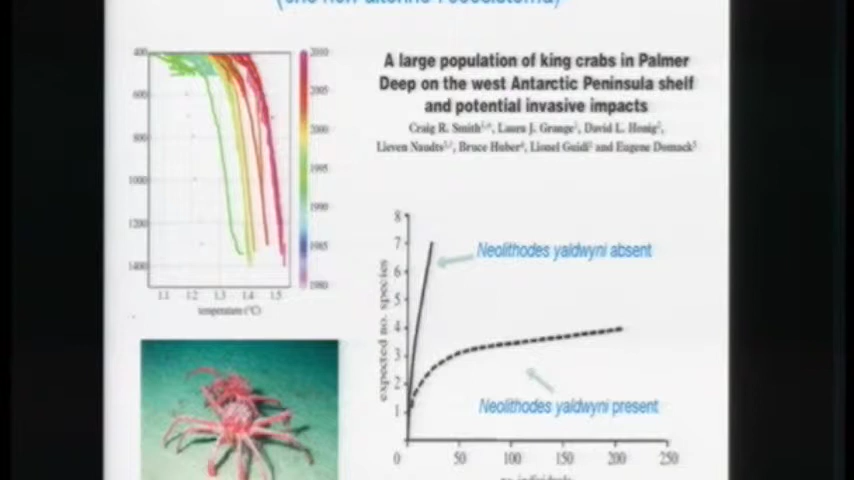 A large population of king crabs in Palmer
Deep on the west Antarctic Peninsula shelf
and potential invasive impacts
Craig R. Smith, Laura J. Grange, David L. Honig,
Lieven Naudts, Bruce Huber, Lionel Guidi and Eugene Domack
400
600
800
1000
1200
1400
1.1 1.2 1.3 1.4 1.5
temperature (°C)
2010
2005
2000
1995
1990
1985
1980
8
7
6
5
4
3
2
1
expected no. species
Neolithodes yaldwyni absent
Neolithodes yaldwyni present
0 50 100 150 200 250